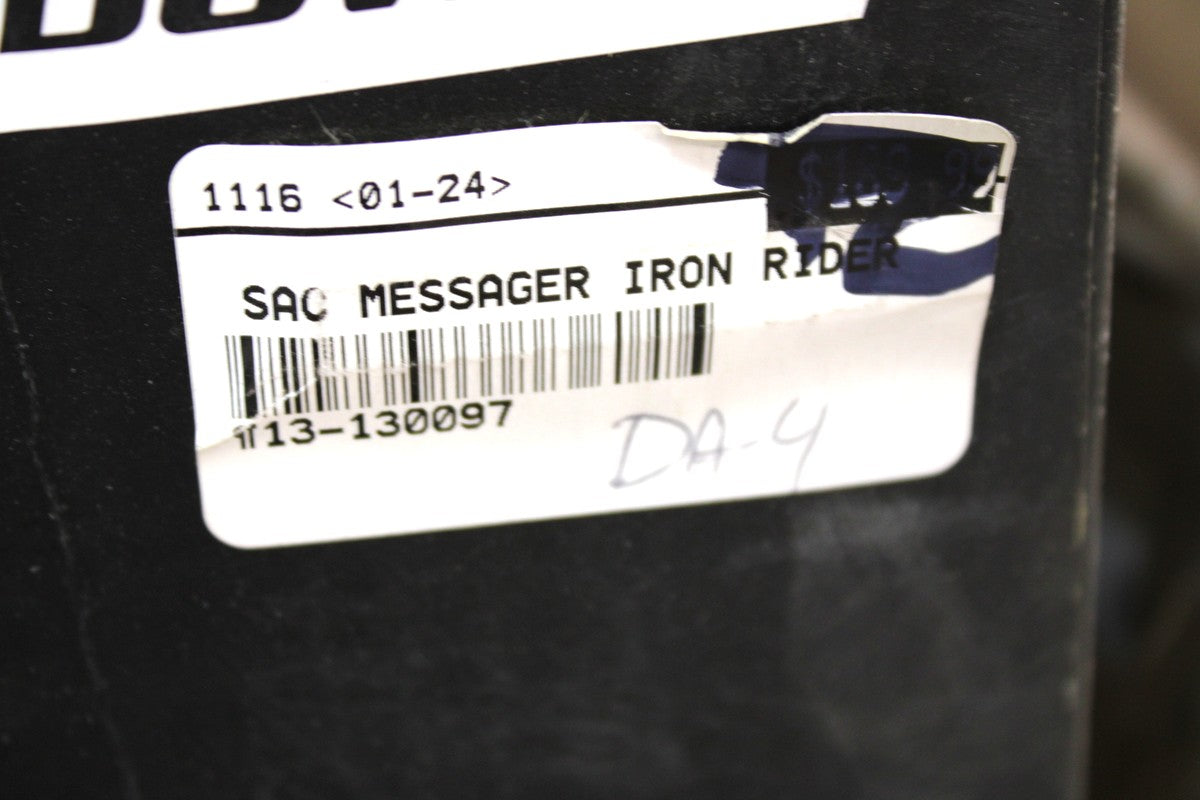 1116 <01-24>
SAC MESSAGER IRON RIDER
13-130097
DA-4